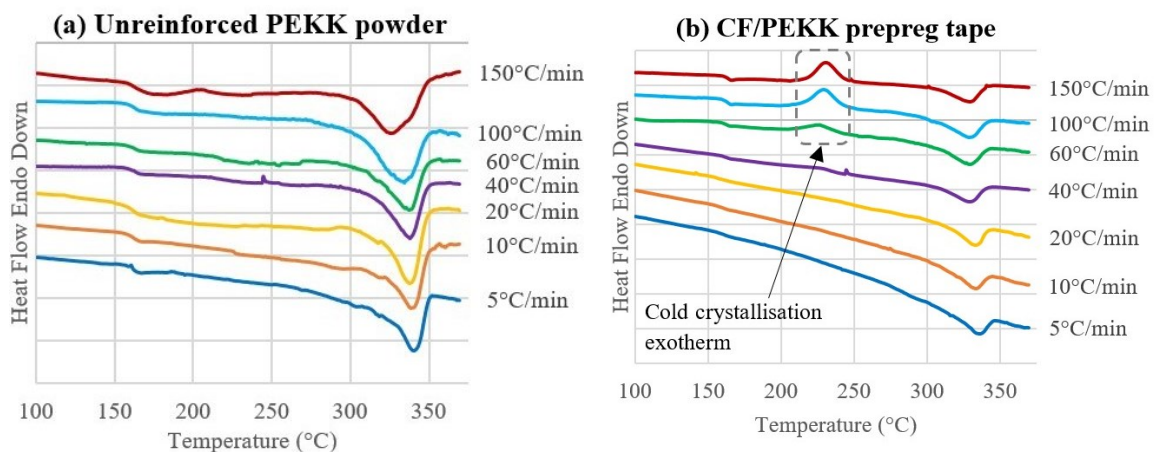 (a) Unreinforced PEKK powder
Heat Flow Endo Down
150°C/min
100°C/min
60°C/min
40°C/min
20°C/min
10°C/min
5°C/min
100 150 200 250 300 350
Temperature (°C)
(b) CF/PEKK prepreg tape
Heat Flow Endo Down
150°C/min
100°C/min
60°C/min
40°C/min
20°C/min
10°C/min
5°C/min
Cold crystallisation
exotherm
100 150 200 250 300 350
Temperature (°C)